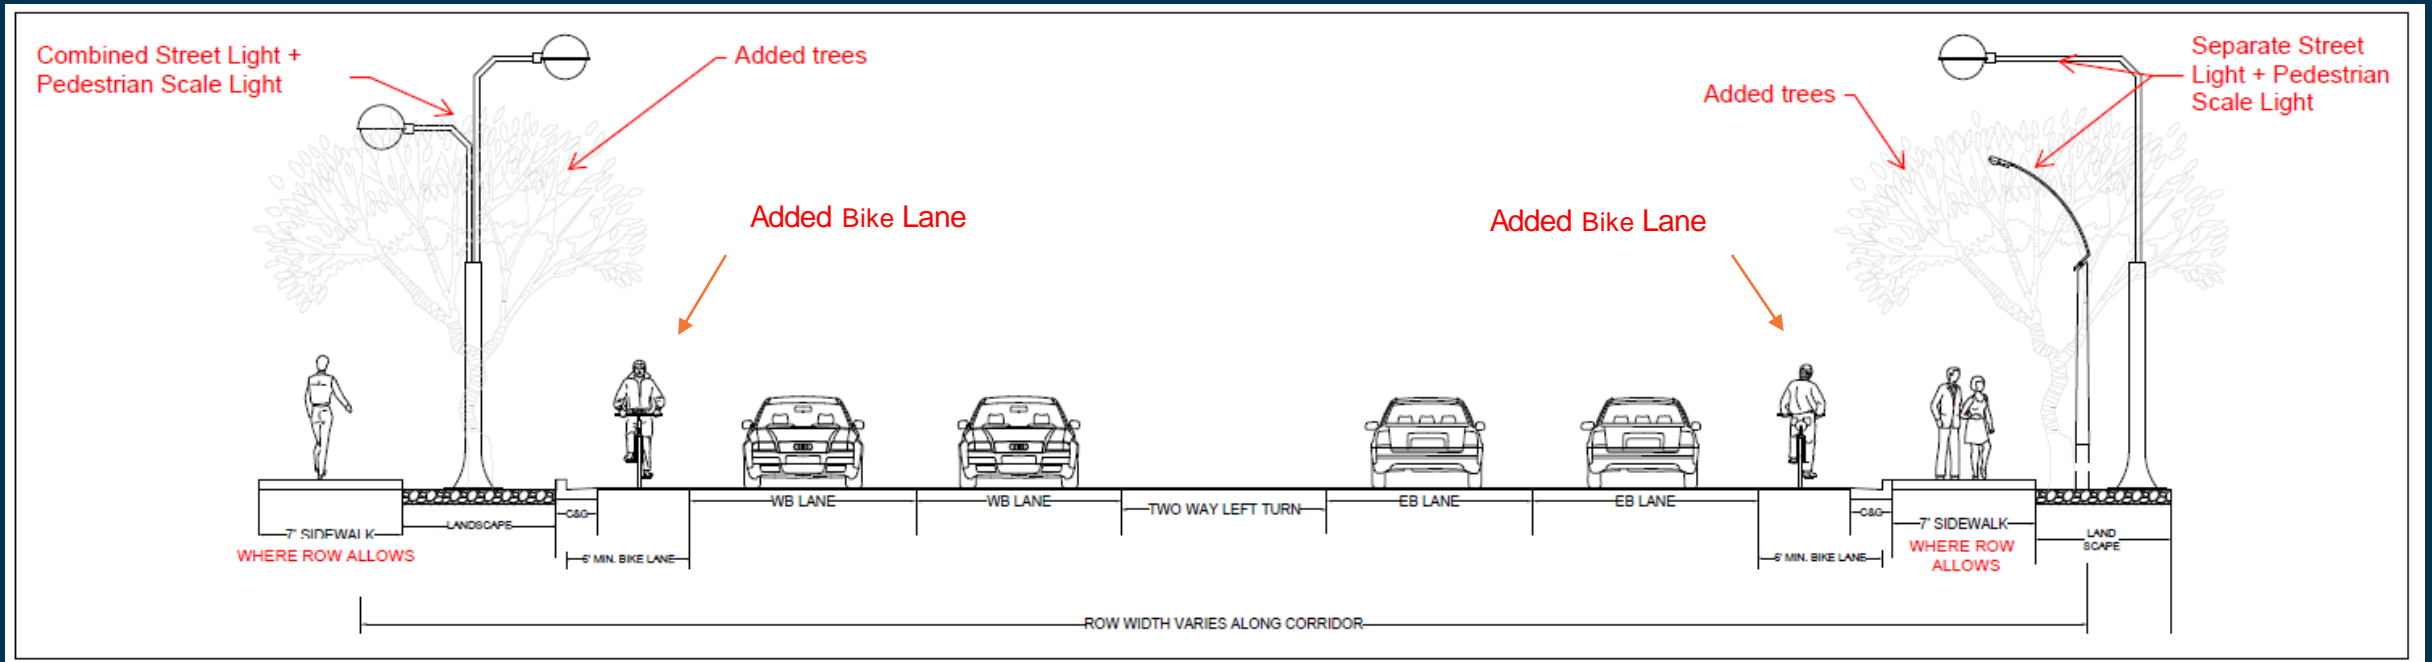 Combined Street Light +
Pedestrian Scale Light
Added trees
Added Bike Lane
Added trees
Separate Street
Light + Pedestrian
Scale Light
Added Bike Lane
7' SIDEWALK
WHERE ROW ALLOWS
LANDSCAPE
C&G
6' MIN. BIKE LANE
WB LANE
WB LANE
TWO WAY LEFT TURN
EB LANE
EB LANE
6' MIN. BIKE LANE
C&G
7' SIDEWALK
WHERE ROW
ALLOWS
LAND
SCAPE
ROW WIDTH VARIES ALONG CORRIDOR